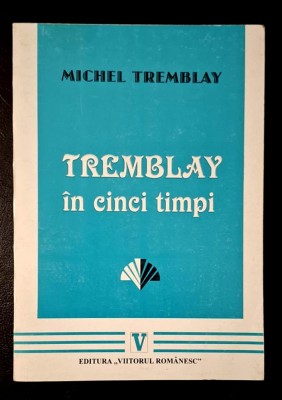 MICHEL TREMBLAY
TREMBLAY
în cinci timpi
V
EDITURA „VIITORUL ROMÂNESC"